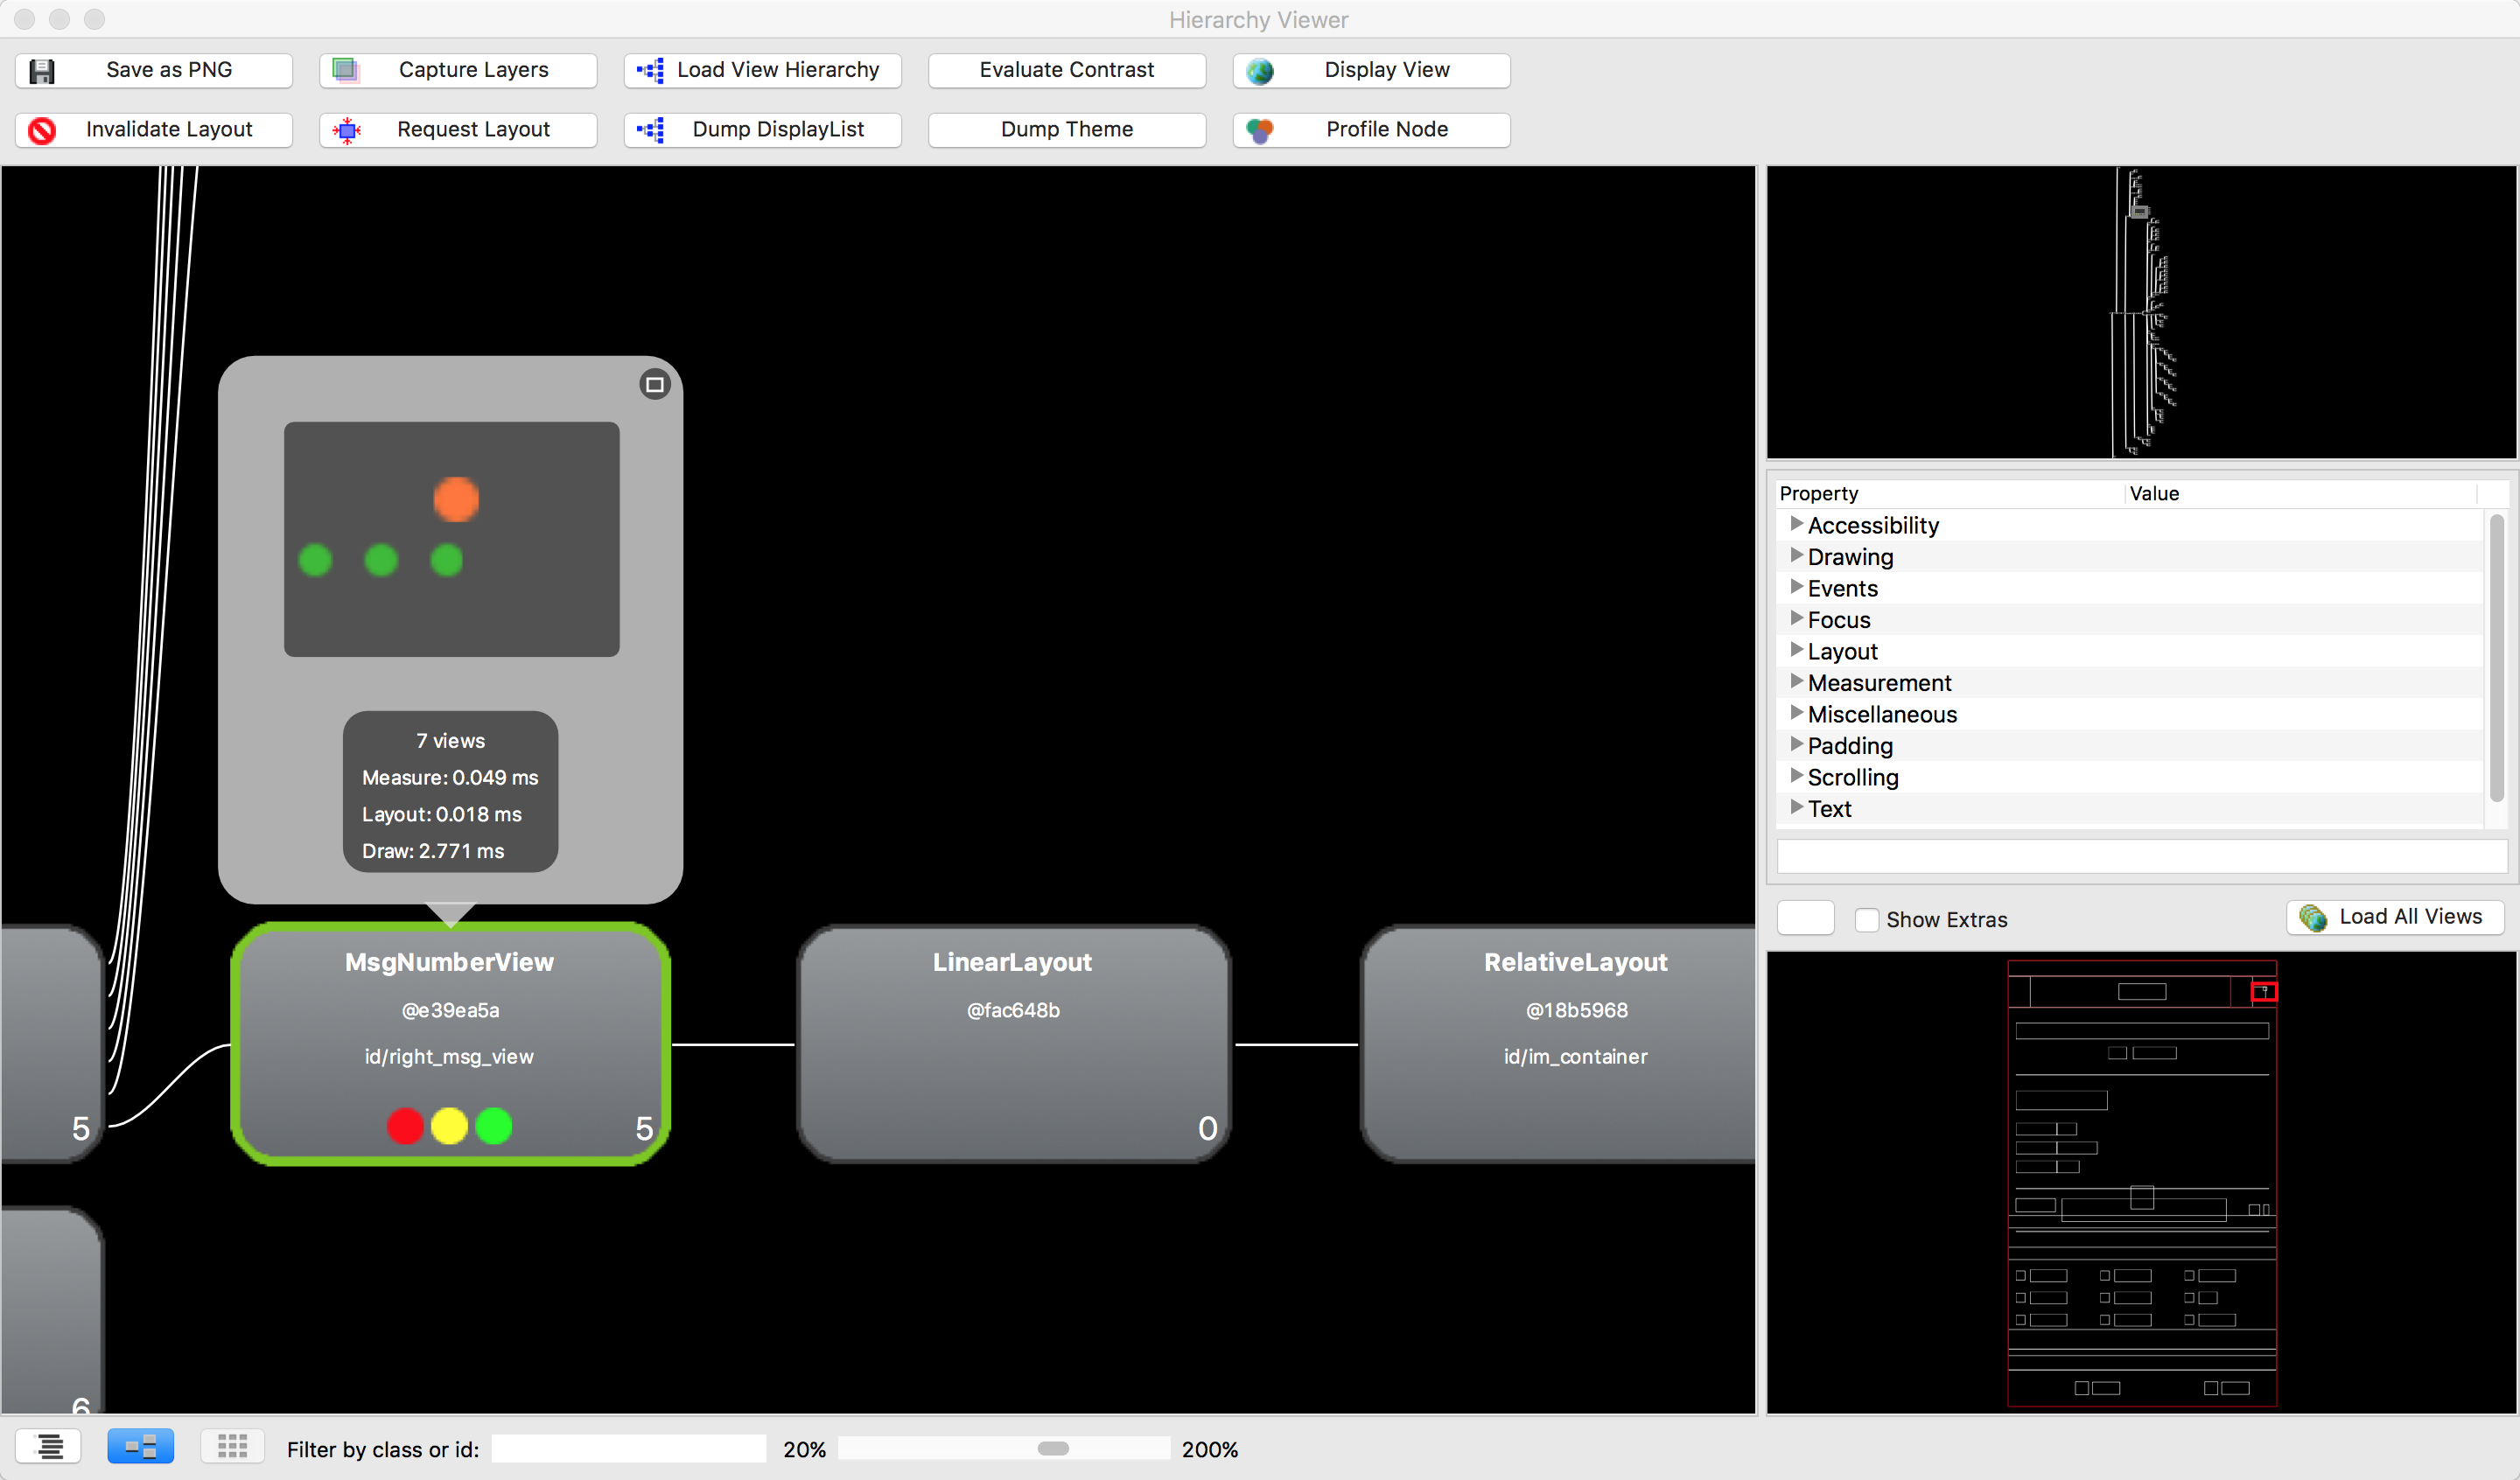 Hierarchy Viewer
Save as PNG
Capture Layers
Load View Hierarchy
Evaluate Contrast
Display View
Invalidate Layout
Request Layout
Dump DisplayList
Dump Theme
Profile Node
7 views
Measure: 0.049 ms
Layout: 0.018 ms
Draw: 2.771 ms
5
MsgNumberView
@e39ea5a
id/right_msg_view
5
LinearLayout
@fac648b
0
RelativeLayout
@18b5968
id/im_container
6
Property Value
Accessibility
Drawing
Events
Focus
Layout
Measurement
Miscellaneous
Padding
Scrolling
Text
Show Extras
Load All Views
Filter by class or id:
20%
200%